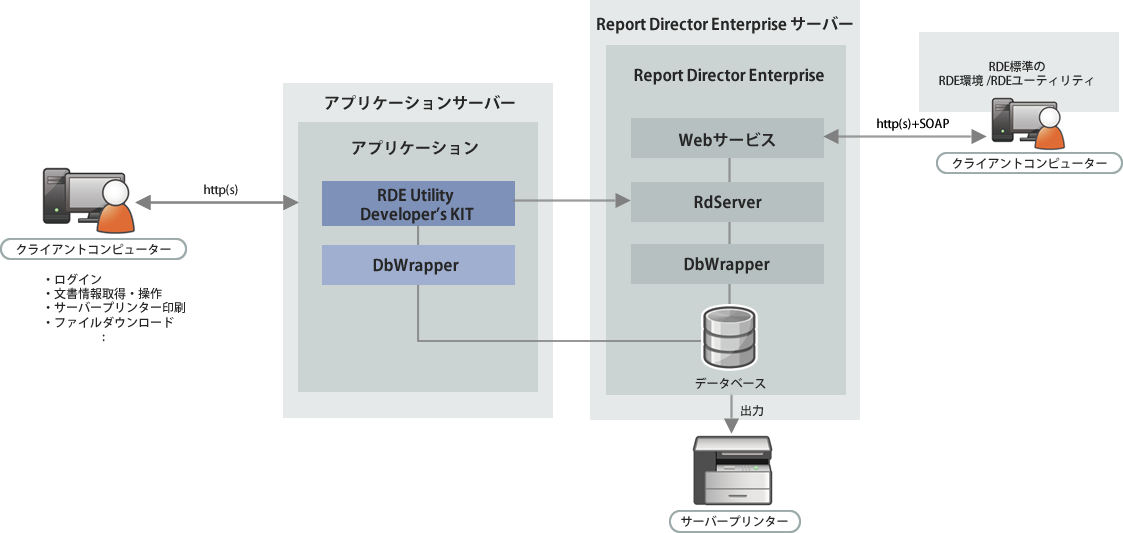 Report Director Enterprise サーバー
Report Director Enterprise
Webサービス
RdServer
DbWrapper
データベース
出力
サーバープリンター
アプリケーションサーバー
アプリケーション
RDE Utility
Developer's KIT
DbWrapper
http(s)
クライアントコンピューター
・ログイン
・文書情報取得・操作
・サーバープリンター印刷
・ファイルダウンロード
：
RDE標準の
RDE環境 /RDEユーティリティ
http(s)+SOAP
クライアントコンピューター